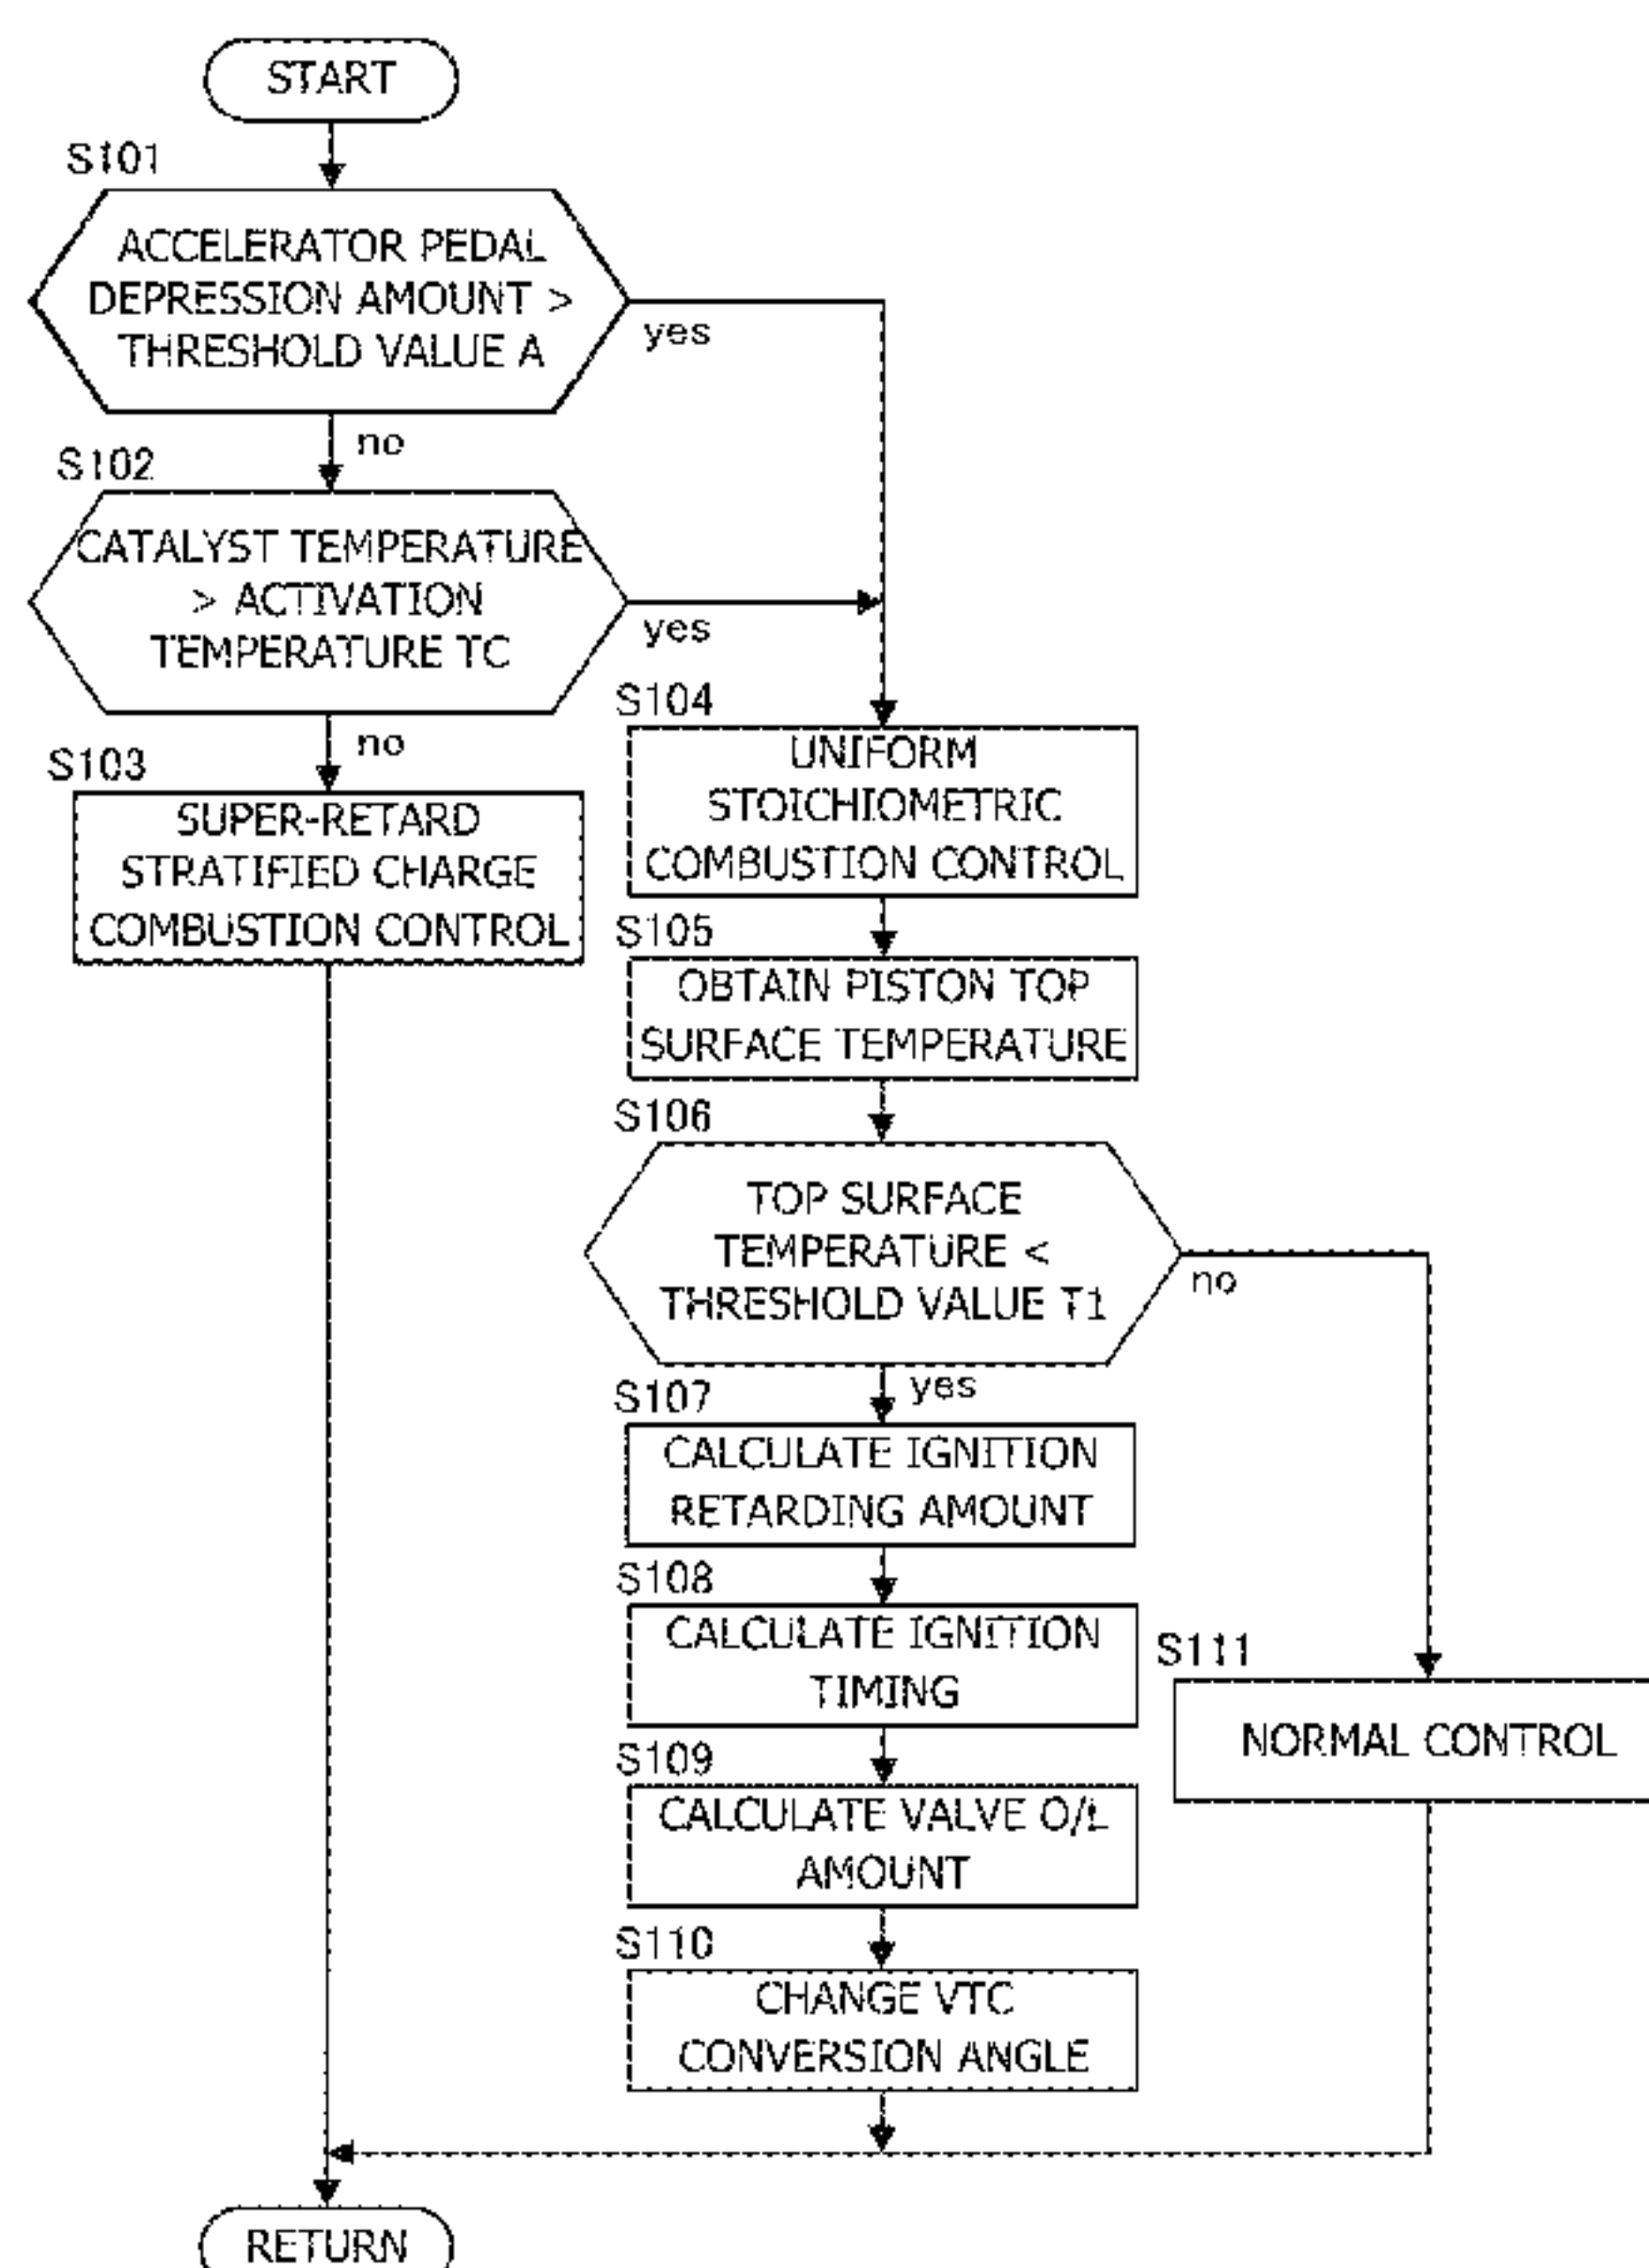 START
S101
ACCELERATOR PEDAL
DEPRESSION AMOUNT >
THRESHOLD VALUE A
yes
no
S102
CATALYST TEMPERATURE
> ACTIVATION
TEMPERATURE TC
yes
no
S103
SUPER-RETARD
STRATIFIED CHARGE
COMBUSTION CONTROL
S104
UNIFORM
STOICHIOMETRIC
COMBUSTION CONTROL
S105
OBTAIN PISTON TOP
SURFACE TEMPERATURE
S106
TOP SURFACE
TEMPERATURE <
THRESHOLD VALUE T1
no
yes
S107
CALCULATE IGNITION
RETARDING AMOUNT
S108
CALCULATE IGNITION
TIMING
S111
NORMAL CONTROL
S109
CALCULATE VALVE O/L
AMOUNT
S110
CHANGE VTC
CONVERSION ANGLE
RETURN